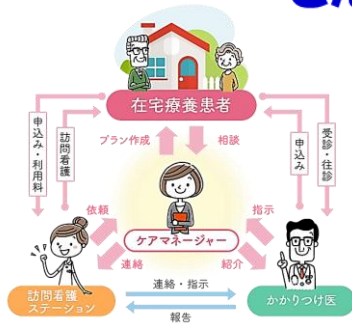 在宅療養患者
申込み・利用料
訪問看護
プラン作成
相談
申込み
受診・往診
依頼
指示
ケアマネージャー
連絡
紹介
訪問看護
ステーション
連絡・指示
報告
かかりつけ医